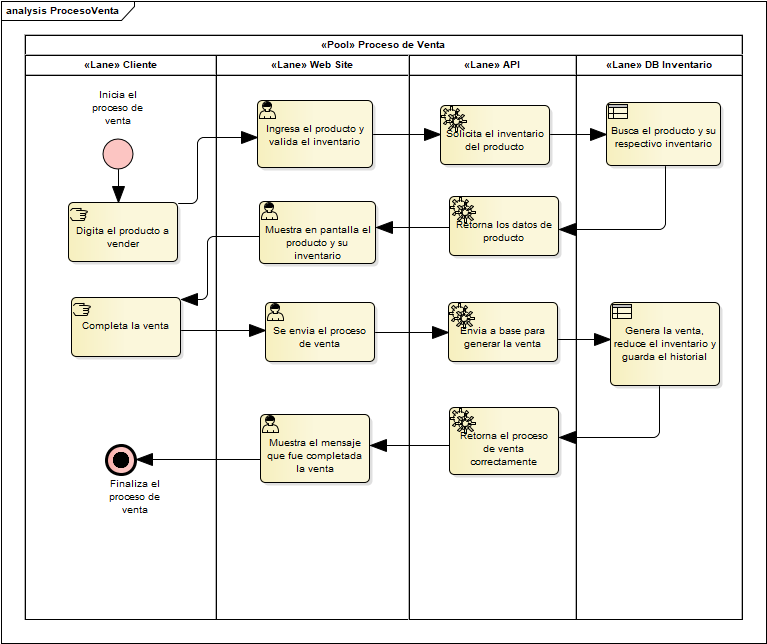 analysis ProcesoVenta
«Pool» Proceso de Venta
«Lane» Cliente
«Lane» Web Site
«Lane» API
«Lane» DB Inventario
Inicia el
proceso de
venta
Ingresa el producto y
valida el inventario
Solicita el inventario
del producto
Busca el producto y su
respectivo inventario
Digita el producto a
vender
Muestra en pantalla el
producto y su
inventario
Retorna los datos de
producto
Completa la venta
Se envia el proceso
de venta
Envia a base para
generar la venta
Genera la venta,
reduce el inventario y
guarda el historial
Muestra el mensaje
que fue completada
la venta
Retorna el proceso
de venta
correctamente
Finaliza el
proceso de
venta